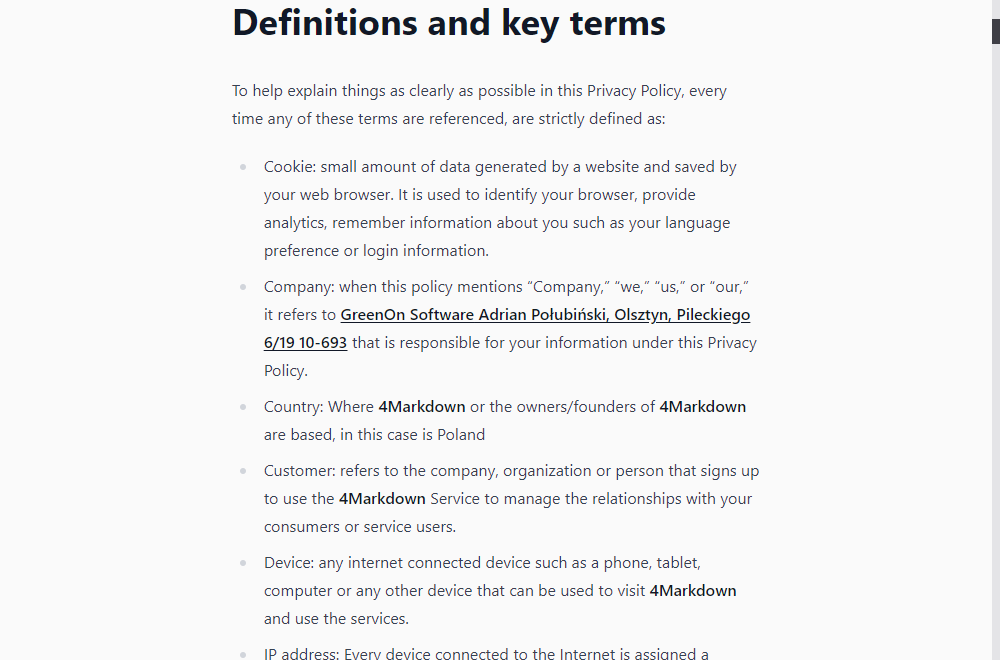 Definitions and key terms
To help explain things as clearly as possible in this Privacy Policy, every
time any of these terms are referenced, are strictly defined as:
Cookie: small amount of data generated by a website and saved by
your web browser. It is used to identify your browser, provide
analytics, remember information about you such as your language
preference or login information.
Company: when this policy mentions “Company,” “we,” “us,” or “our,”
it refers to GreenOn Software Adrian Połubiński, Olsztyn, Pileckiego
6/19 10-693 that is responsible for your information under this Privacy
Policy.
Country: Where 4Markdown or the owners/founders of 4Markdown
are based, in this case is Poland
Customer: refers to the company, organization or person that signs up
to use the 4Markdown Service to manage the relationships with your
consumers or service users.
Device: any internet connected device such as a phone, tablet,
computer or any other device that can be used to visit 4Markdown
and use the services.
IP address: Every device connected to the Internet is assigned a